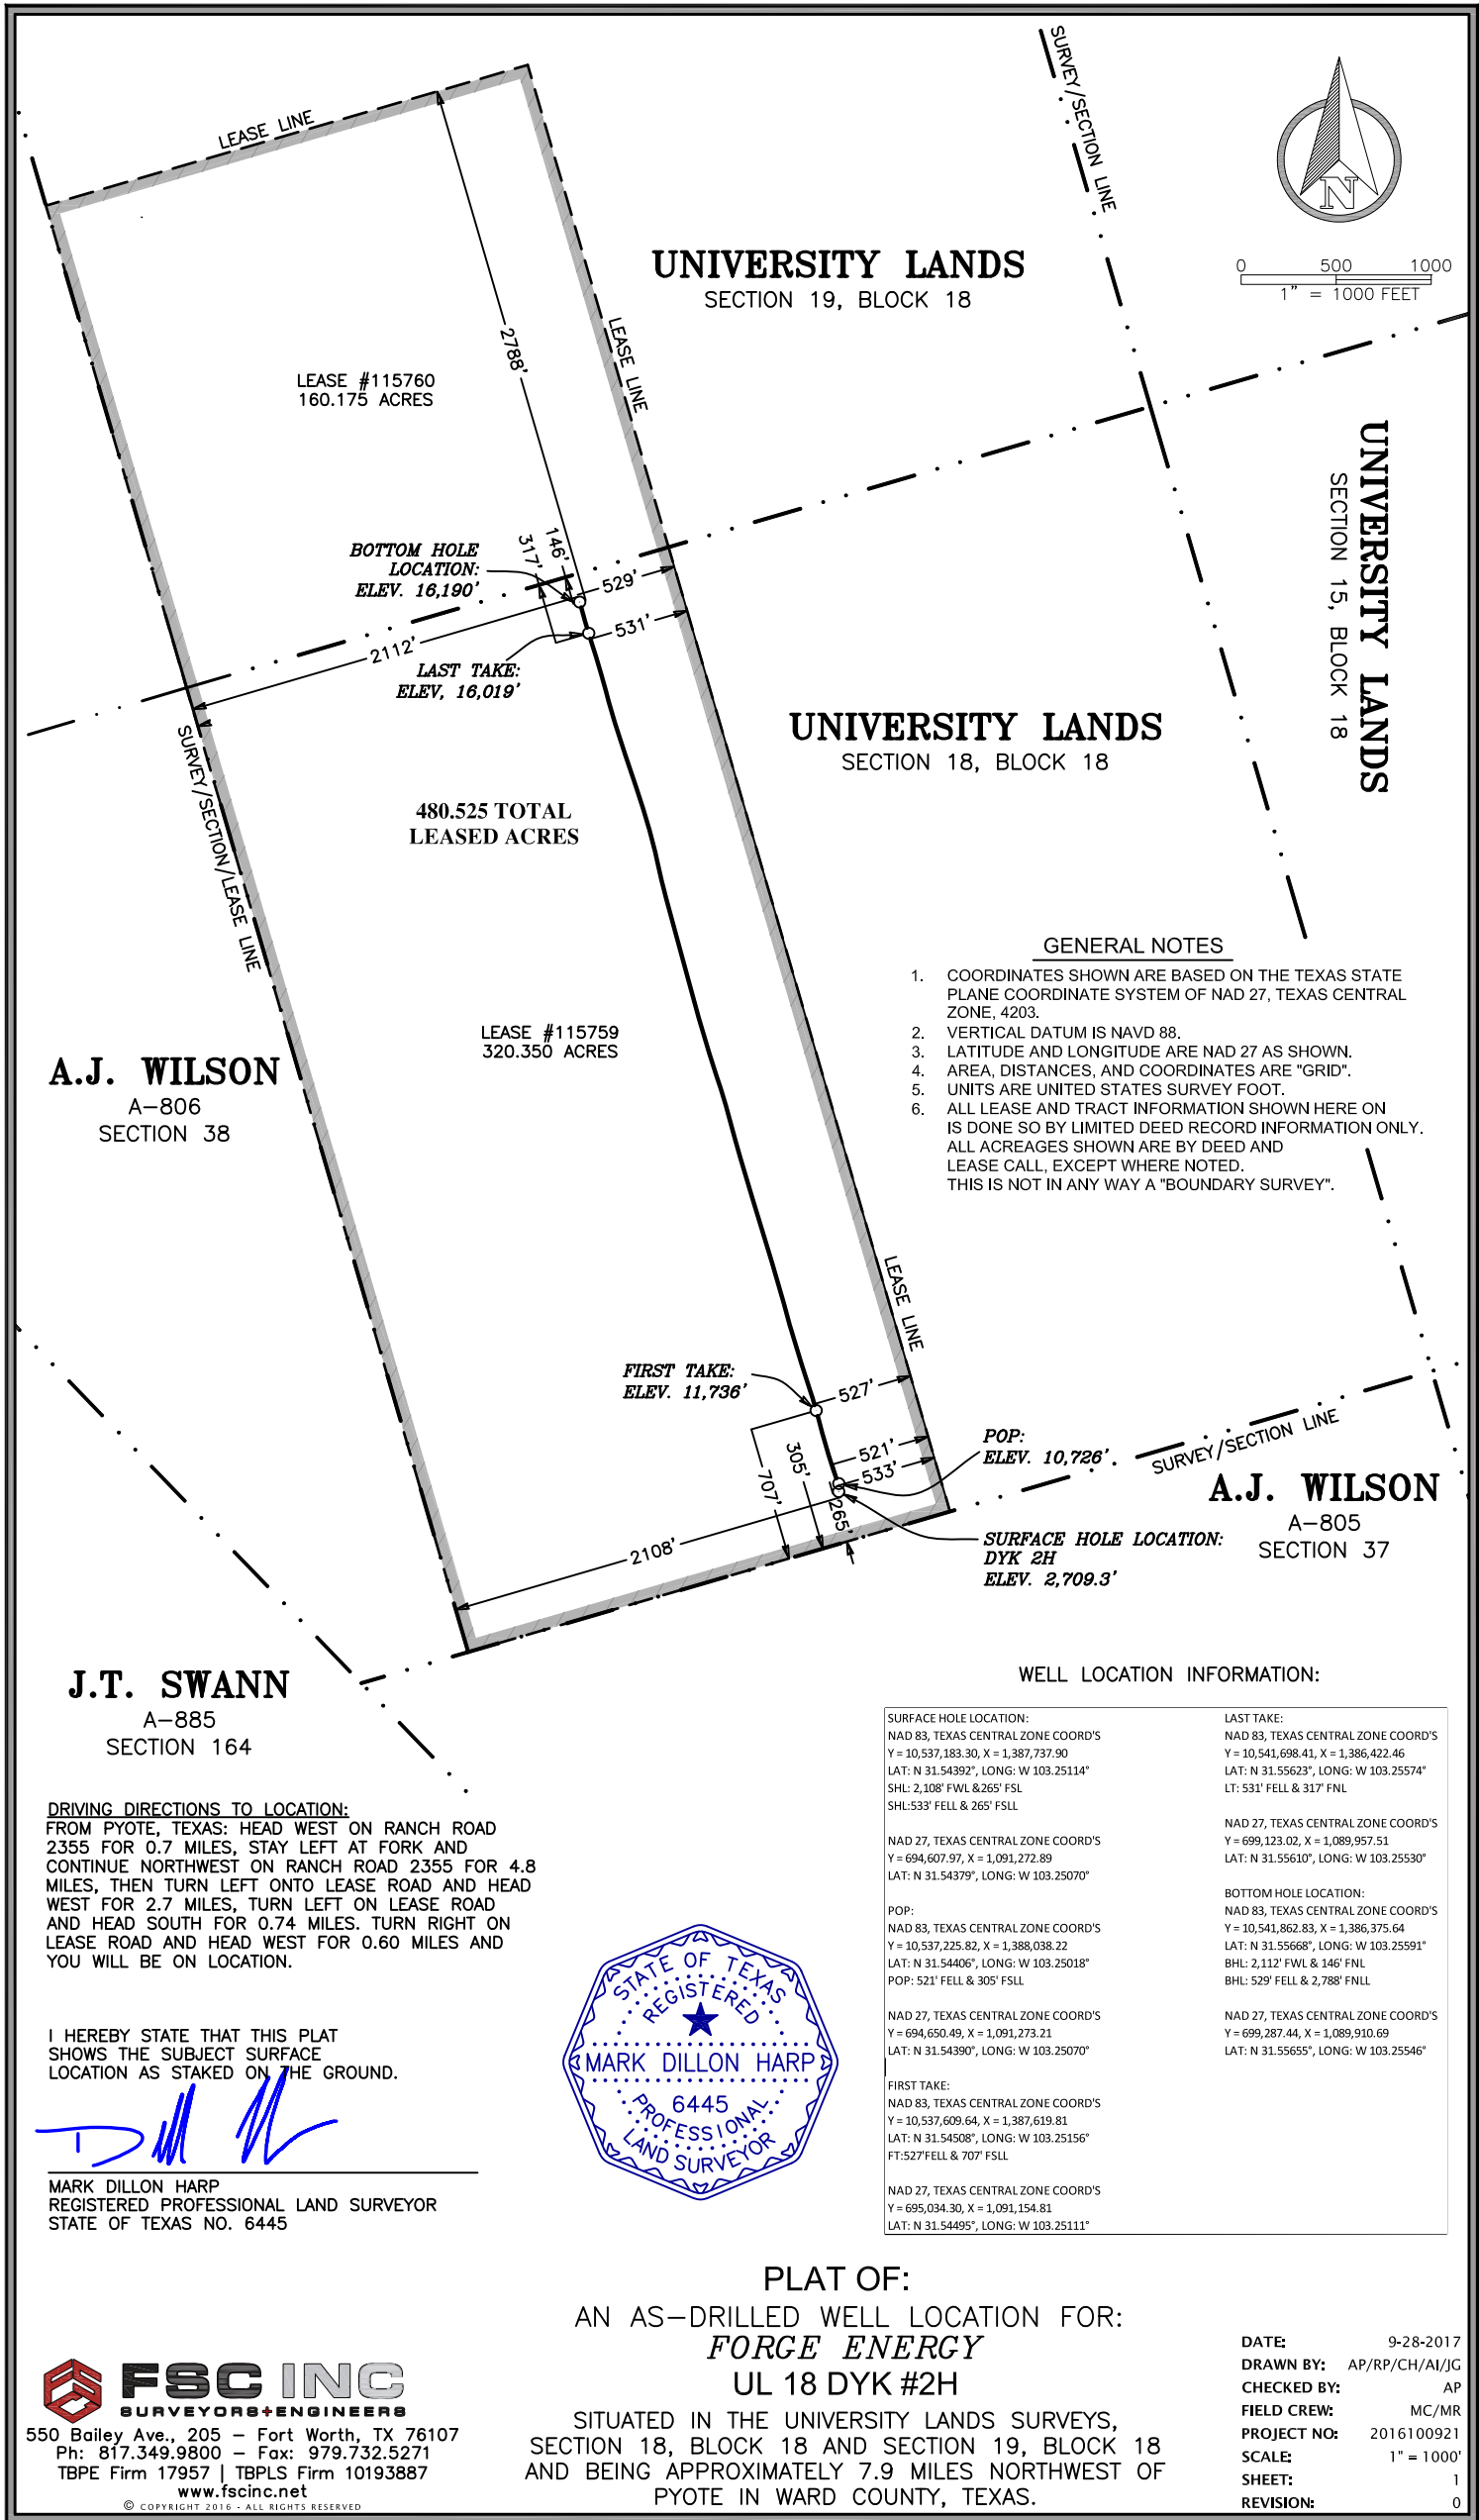 SURVEY/SECTION LINE
LEASE LINE
N
UNIVERSITY LANDS
SECTION 19, BLOCK 18
0 500 1000
1" = 1000 FEET
LEASE LINE
2788'
LEASE #115760
160.175 ACRES
UNIVERSITY LANDS
SECTION 15, BLOCK 18
BOTTOM HOLE
LOCATION:
ELEV. 16,190'
317'
146'
529'
531'
2112'
LAST TAKE:
ELEV, 16,019'
SURVEY/SECTION/LEASE LINE
UNIVERSITY LANDS
SECTION 18, BLOCK 18
480.525 TOTAL
LEASED ACRES
GENERAL NOTES
1. COORDINATES SHOWN ARE BASED ON THE TEXAS STATE
PLANE COORDINATE SYSTEM OF NAD 27, TEXAS CENTRAL
ZONE, 4203.
2. VERTICAL DATUM IS NAVD 88.
3. LATITUDE AND LONGITUDE ARE NAD 27 AS SHOWN.
4. AREA, DISTANCES, AND COORDINATES ARE "GRID".
5. UNITS ARE UNITED STATES SURVEY FOOT.
6. ALL LEASE AND TRACT INFORMATION SHOWN HERE ON
IS DONE SO BY LIMITED DEED RECORD INFORMATION ONLY.
ALL ACREAGES SHOWN ARE BY DEED AND
LEASE CALL, EXCEPT WHERE NOTED.
THIS IS NOT IN ANY WAY A "BOUNDARY SURVEY".
LEASE #115759
320.350 ACRES
A.J. WILSON
A-806
SECTION 38
LEASE LINE
FIRST TAKE:
ELEV. 11,736'
527'
521'
533'
305'
707'
265'
2108'
POP:
ELEV. 10,726'
SURVEY/SECTION LINE
A.J. WILSON
A-805
SECTION 37
SURFACE HOLE LOCATION:
DYK 2H
ELEV. 2,709.3'
J.T. SWANN
A-885
SECTION 164
WELL LOCATION INFORMATION:
SURFACE HOLE LOCATION:
NAD 83, TEXAS CENTRAL ZONE COORD'S
Y = 10,537,183.30, X = 1,387,737.90
LAT: N 31.54392°, LONG: W 103.25114°
SHL: 2,108' FWL &265' FSL
SHL:533' FELL & 265' FSLL
NAD 27, TEXAS CENTRAL ZONE COORD'S
Y = 694,607.97, X = 1,091,272.89
LAT: N 31.54379°, LONG: W 103.25070°
POP:
NAD 83, TEXAS CENTRAL ZONE COORD'S
Y = 10,537,225.82, X = 1,388,038.22
LAT: N 31.54406°, LONG: W 103.25018°
POP: 521' FELL & 305' FSLL
NAD 27, TEXAS CENTRAL ZONE COORD'S
Y = 694,650.49, X = 1,091,273.21
LAT: N 31.54390°, LONG: W 103.25070°
FIRST TAKE:
NAD 83, TEXAS CENTRAL ZONE COORD'S
Y = 10,537,609.64, X = 1,387,619.81
LAT: N 31.54508°, LONG: W 103.25156°
FT:527'FELL & 707' FSLL
NAD 27, TEXAS CENTRAL ZONE COORD'S
Y = 695,034.30, X = 1,091,154.81
LAT: N 31.54495°, LONG: W 103.25111°
LAST TAKE:
NAD 83, TEXAS CENTRAL ZONE COORD'S
Y = 10,541,698.41, X = 1,386,422.46
LAT: N 31.55623°, LONG: W 103.25574°
LT: 531' FELL & 317' FNL
NAD 27, TEXAS CENTRAL ZONE COORD'S
Y = 699,123.02, X = 1,089,957.51
LAT: N 31.55610°, LONG: W 103.25530°
BOTTOM HOLE LOCATION:
NAD 83, TEXAS CENTRAL ZONE COORD'S
Y = 10,541,862.83, X = 1,386,375.64
LAT: N 31.55668°, LONG: W 103.25591°
BHL: 2,112' FWL & 146' FNL
BHL: 529' FELL & 2,788' FNLL
NAD 27, TEXAS CENTRAL ZONE COORD'S
Y = 699,287.44, X = 1,089,910.69
LAT: N 31.55655°, LONG: W 103.25546°
DRIVING DIRECTIONS TO LOCATION:
FROM PYOTE, TEXAS: HEAD WEST ON RANCH ROAD
2355 FOR 0.7 MILES, STAY LEFT AT FORK AND
CONTINUE NORTHWEST ON RANCH ROAD 2355 FOR 4.8
MILES, THEN TURN LEFT ONTO LEASE ROAD AND HEAD
WEST FOR 2.7 MILES, TURN LEFT ON LEASE ROAD
AND HEAD SOUTH FOR 0.74 MILES. TURN RIGHT ON
LEASE ROAD AND HEAD WEST FOR 0.60 MILES AND
YOU WILL BE ON LOCATION.
I HEREBY STATE THAT THIS PLAT
SHOWS THE SUBJECT SURFACE
LOCATION AS STAKED ON THE GROUND.
MARK DILLON HARP
REGISTERED PROFESSIONAL LAND SURVEYOR
STATE OF TEXAS NO. 6445
STATE OF TEXAS
REGISTERED
MARK DILLON HARP
6445
PROFESSIONAL
LAND SURVEYOR
PLAT OF:
AN AS-DRILLED WELL LOCATION FOR:
FORGE ENERGY
UL 18 DYK #2H
SITUATED IN THE UNIVERSITY LANDS SURVEYS,
SECTION 18, BLOCK 18 AND SECTION 19, BLOCK 18
AND BEING APPROXIMATELY 7.9 MILES NORTHWEST OF
PYOTE IN WARD COUNTY, TEXAS.
FSC INC
SURVEYORS+ENGINEERS
550 Bailey Ave., 205 - Fort Worth, TX 76107
Ph: 817.349.9800 - Fax: 979.732.5271
TBPE Firm 17957 | TBPLS Firm 10193887
www.fscinc.net
© COPYRIGHT 2016 - ALL RIGHTS RESERVED
DATE: 9-28-2017
DRAWN BY: AP/RP/CH/AI/JG
CHECKED BY: AP
FIELD CREW: MC/MR
PROJECT NO: 2016100921
SCALE: 1" = 1000'
SHEET: 1
REVISION: 0